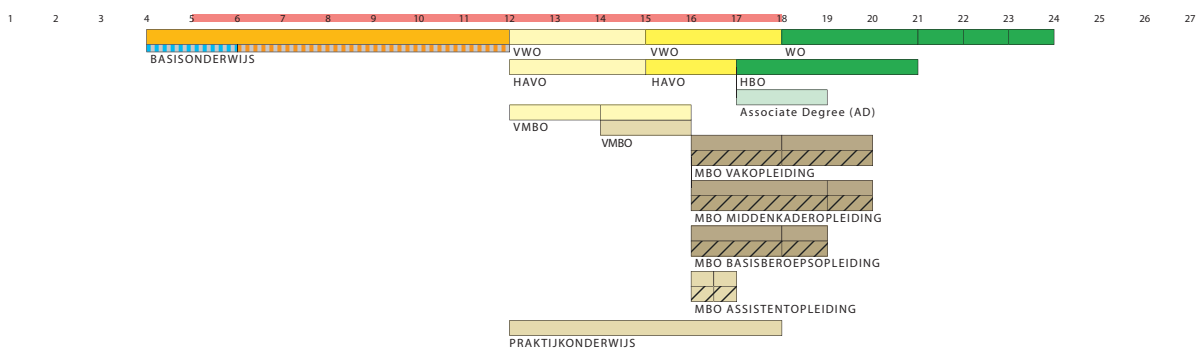 1 2 3 4 5 6 7 8 9 10 11 12 13 14 15 16 17 18 19 20 21 22 23 24 25 26 27
BASISONDERWIJS VWO VWO WO
HAVO HAVO HBO
Associate Degree (AD)
VMBO
VMBO
MBO VAKOPLEIDING
MBO MIDDENKADEROPLEIDING
MBO BASISBEROEPSOPLEIDING
MBO ASSISTENTOPLEIDING
PRAKTIJKONDERWIJS